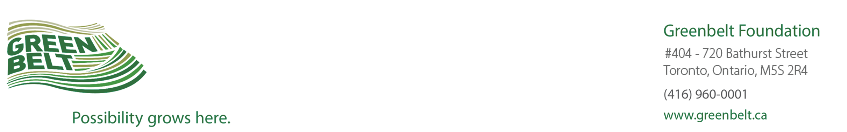 GREEN
BELT
Possibility grows here.
Greenbelt Foundation
#404 - 720 Bathurst Street
Toronto, Ontario, M5S 2R4
(416) 960-0001
www.greenbelt.ca